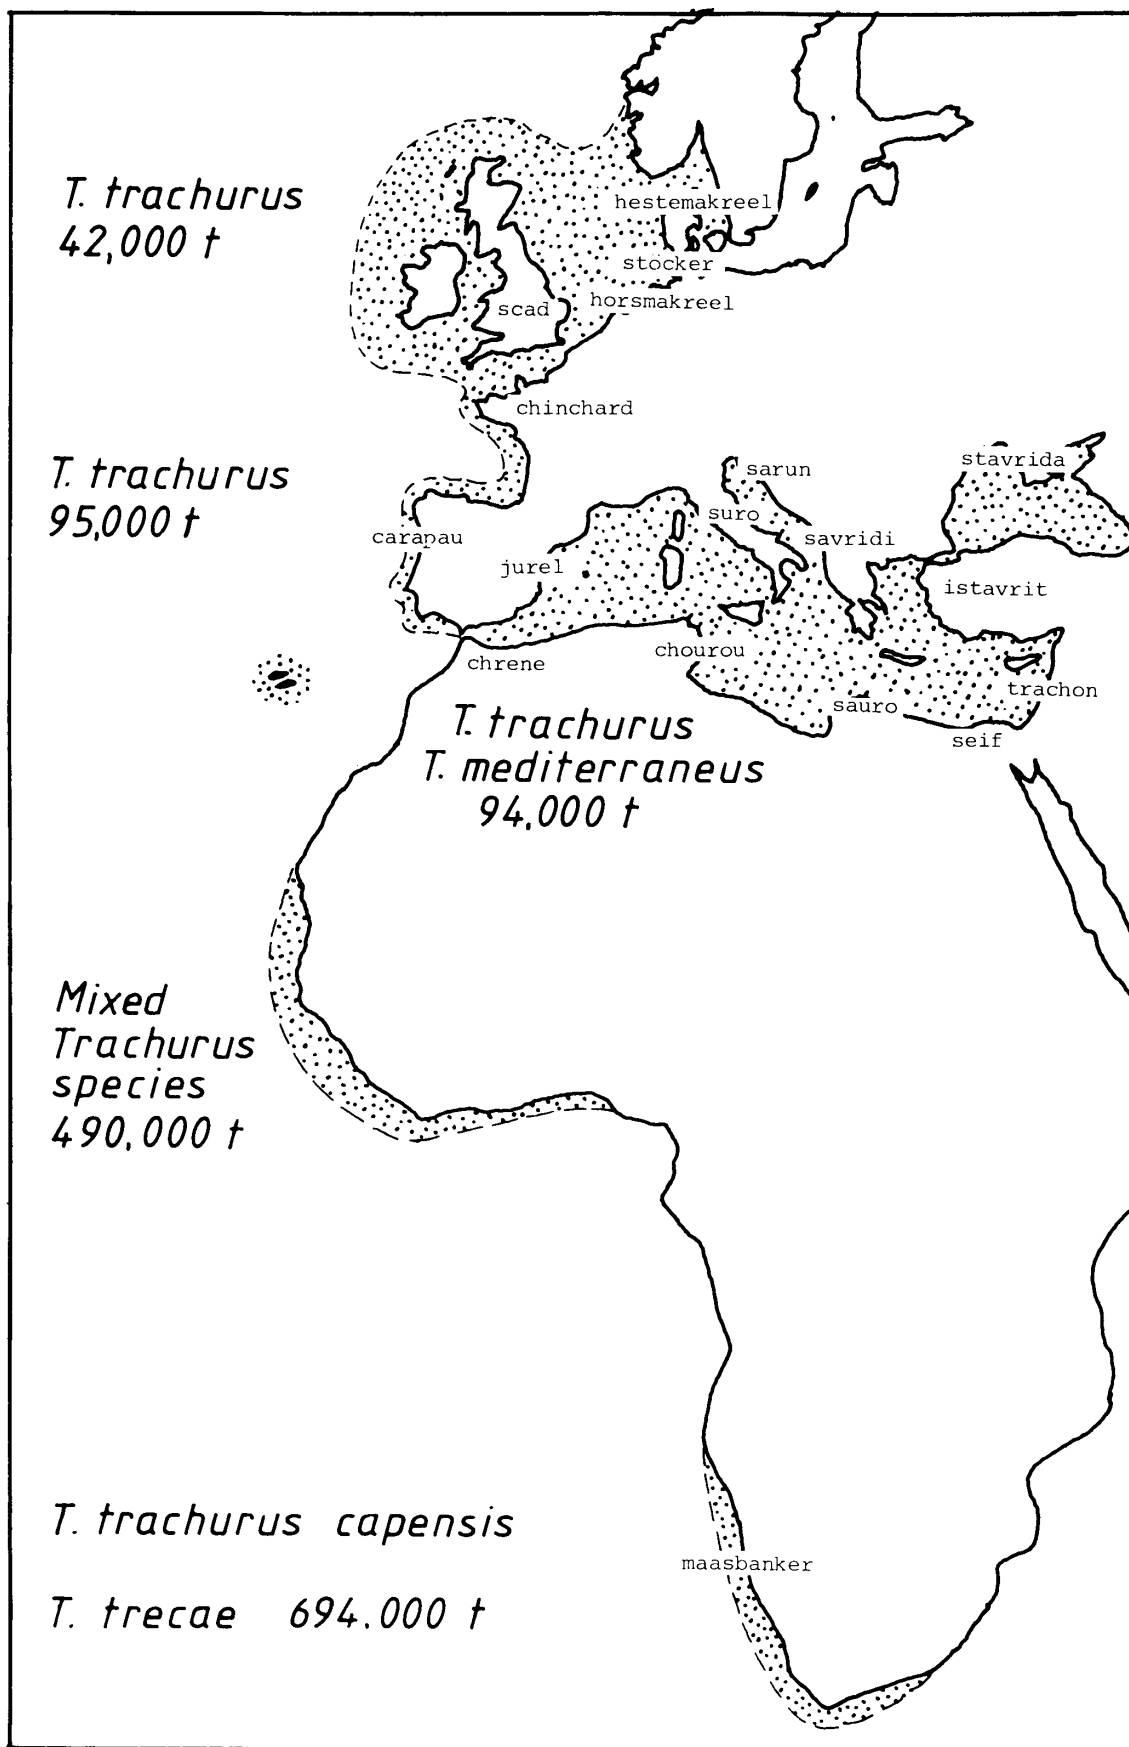 T. trachurus
42,000 t
hestemakreel
stöcker
horsmakreel
scad
chinchard
T. trachurus
95,000 t
sarun
stavrida
suro
savridi
carapau
jurel
istavrit
chourou
chrene
trachon
sauro
seif
T. trachurus
T. mediterraneus
94,000 t
Mixed
Trachurus
species
490,000 t
T. trachurus capensis
maasbanker
T. trecae 694.000 t